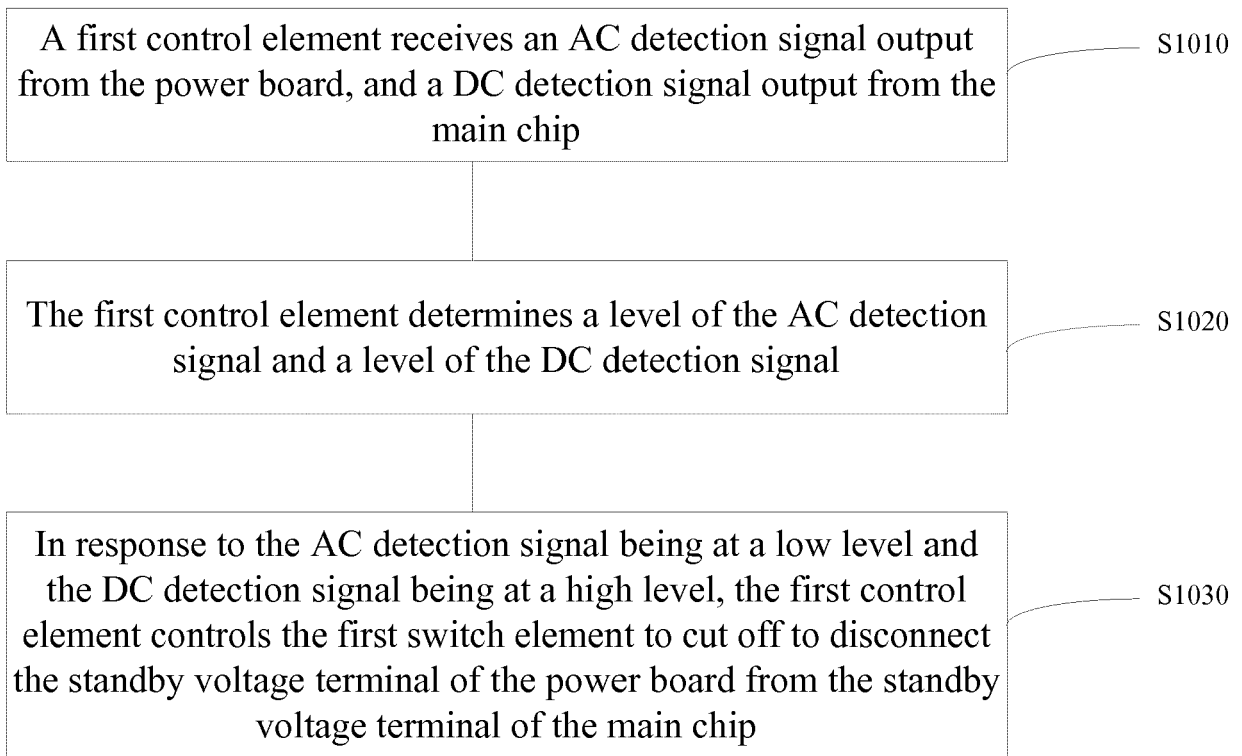 A first control element receives an AC detection signal output
from the power board, and a DC detection signal output from the
main chip
S1010
The first control element determines a level of the AC detection
signal and a level of the DC detection signal
S1020
In response to the AC detection signal being at a low level and
the DC detection signal being at a high level, the first control
element controls the first switch element to cut off to disconnect
the standby voltage terminal of the power board from the standby
voltage terminal of the main chip
S1030